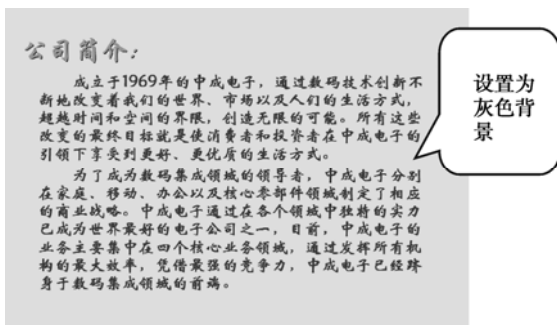 公司简介：
成立于1969年的中成电子，通过数码技术创新不
断地改变着我们的世界、市场以及人们的生活方式，
超越时间和空间的界限，创造无限的可能。所有这些
改变的最终目标就是使消费者和投资者在中成电子的
引领下享受到更好、更优质的生活方式。
为了成为数码集成领域的领导者，中成电子分别
在家庭、移动、办公以及核心零部件领域制定了相应
的商业战略。中成电子通过在各个领域中独特的实力
已成为世界最好的电子公司之一，目前，中成电子的
业务主要集中在四个核心业务领域，通过发挥所有机
构的最大效率，凭借最强的竞争力，中成电子已经跻
身于数码集成领域的前端。
设置为
灰色背
景